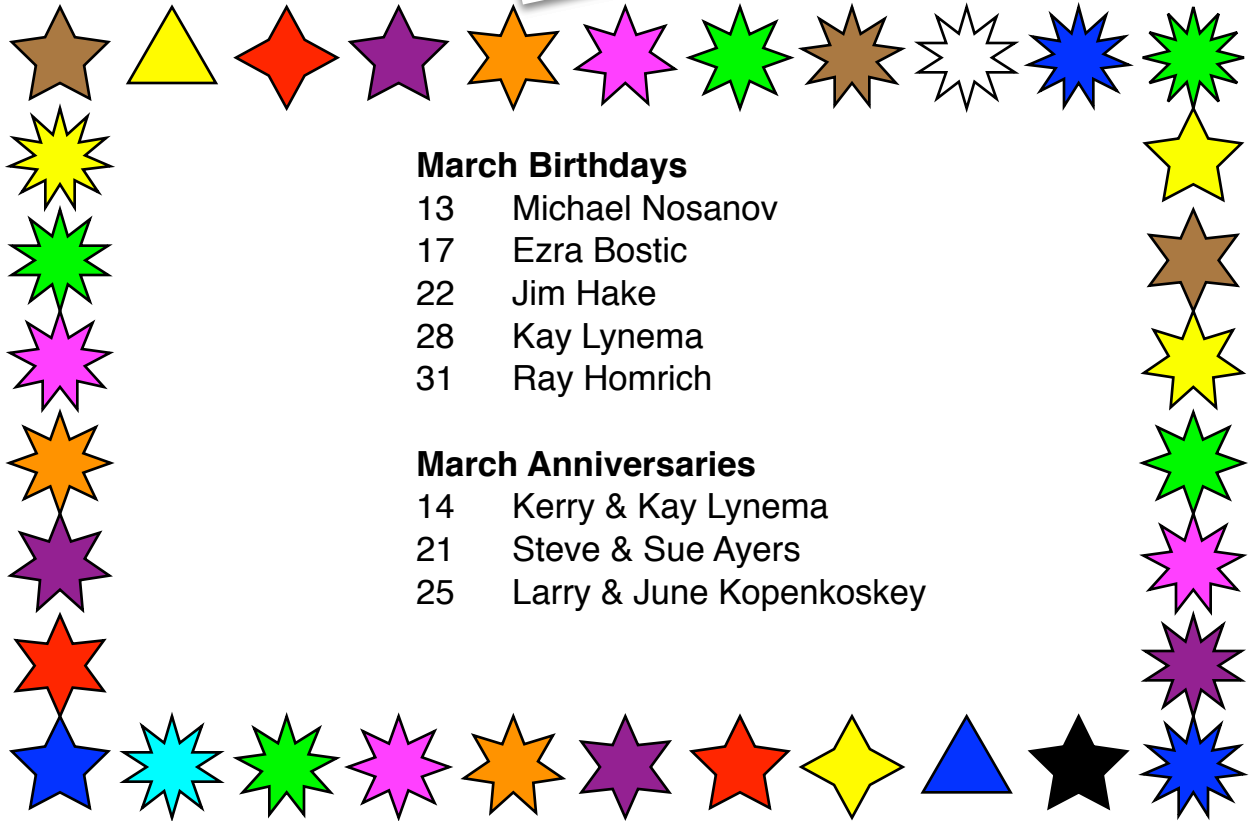 March Birthdays
13 Michael Nosanov
17 Ezra Bostic
22 Jim Hake
28 Kay Lynema
31 Ray Homrich
March Anniversaries
14 Kerry & Kay Lynema
21 Steve & Sue Ayers
25 Larry & June Kopenkoskey